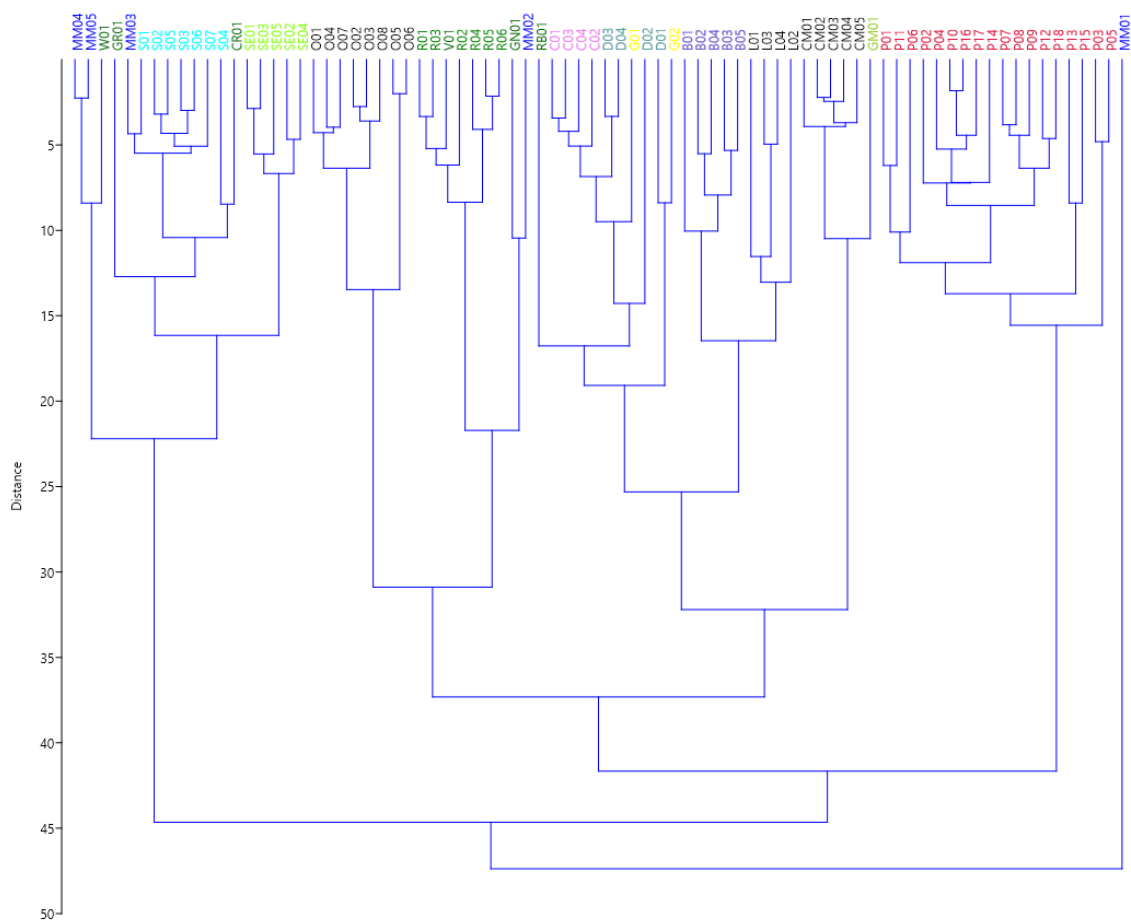 MM04
MM05
W01
GR01
MM03
S01
S02
S05
S03
S06
S07
S04
CR01
SE01
SE03
SE05
SE02
SE04
O01
O04
O07
O02
O03
O08
O05
O06
R01
R03
V01
R02
R04
R05
R06
GN01
MM02
RB01
C01
C03
C04
C02
D03
D04
G01
D02
D01
G02
B01
B02
B04
B03
B05
L01
L03
L04
L02
CM01
CM02
CM03
CM04
CM05
GM01
P01
P11
P06
P02
P04
P10
P16
P17
P14
P07
P08
P09
P12
P18
P13
P15
P03
P05
MM01
5
10
15
20
25
30
35
40
45
50
Distance